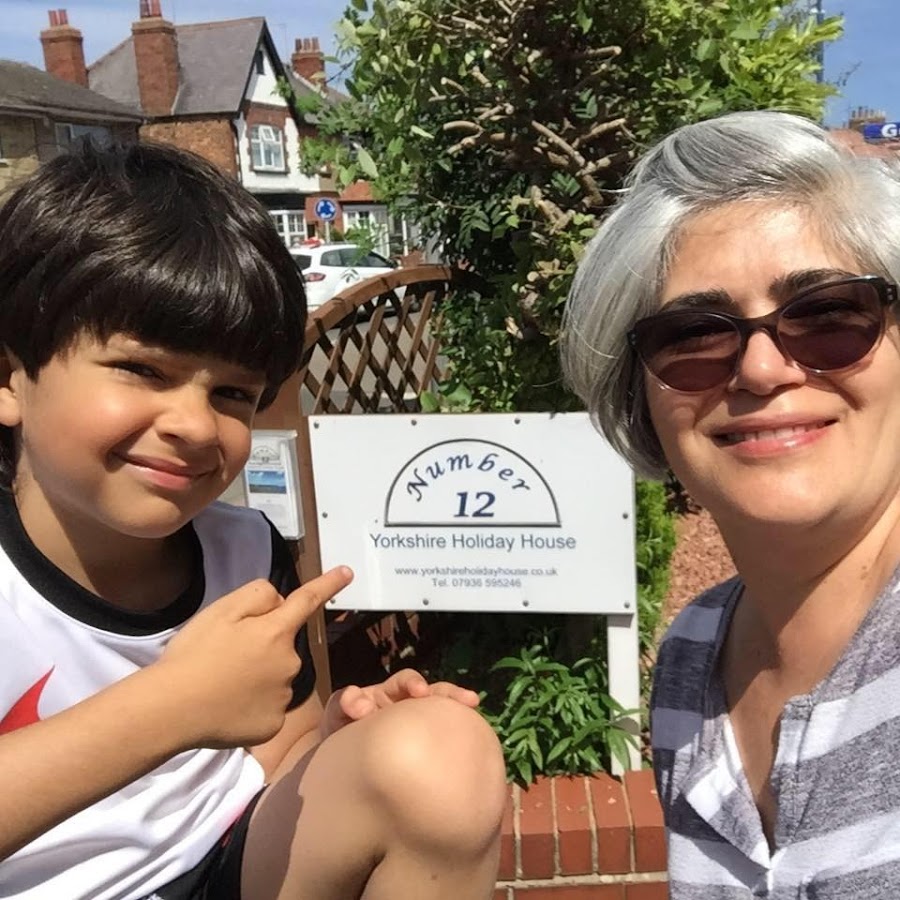 Number
12
Yorkshire Holiday House
www.yorkshireholidayhouse.co.uk
Tel. 07936 595246